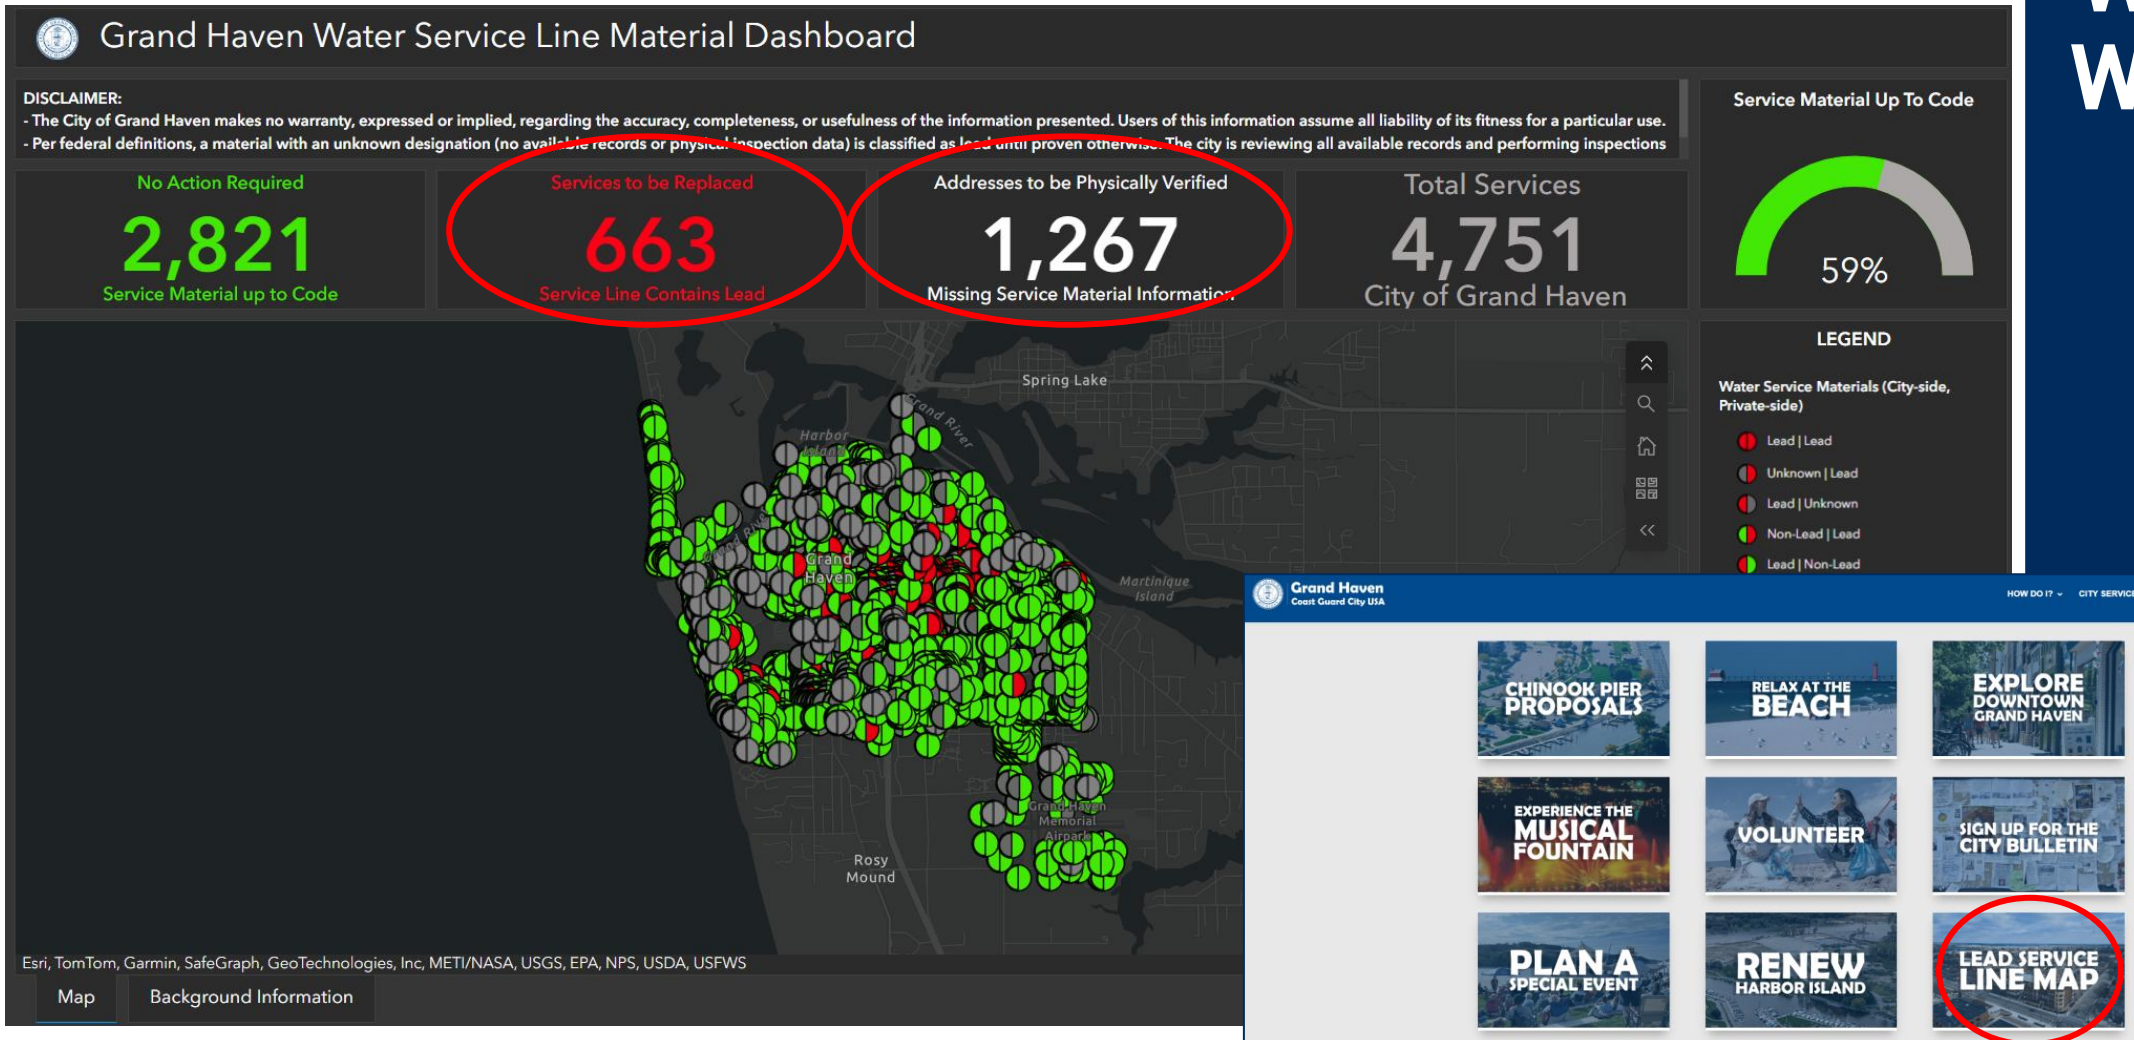 Grand Haven Water Service Line Material Dashboard
DISCLAIMER:
- The City of Grand Haven makes no warranty, expressed or implied, regarding the accuracy, completeness, or usefulness of the information presented. Users of this information assume all liability of its fitness for a particular use.
- Per federal definitions, a material with an unknown designation (no available records or physical inspection data) is classified as lead until proven otherwise. The city is reviewing all available records and performing inspections
No Action Required
2,821
Service Material up to Code
Services to be Replaced
663
Service Line Contains Lead
Addresses to be Physically Verified
1,267
Missing Service Material Information
Total Services
4,751
City of Grand Haven
Service Material Up To Code
59%
LEGEND
Water Service Materials (City-side,
Private-side)
Lead | Lead
Unknown | Lead
Lead | Unknown
Non-Lead | Lead
Lead | Non-Lead
Spring Lake
Grand River
Harbor
Island
Grand River
Grand
Haven
Martinique
Island
Grand Haven
Memorial
Airpark
Rosy
Mound
Esri, TomTom, Garmin, SafeGraph, GeoTechnologies, Inc, METI/NASA, USGS, EPA, NPS, USDA, USFWS
Map
Background Information
Grand Haven
Coast Guard City USA
HOW DO I?
CITY SERVICE
CHINOOK PIER
PROPOSALS
RELAX AT THE
BEACH
EXPLORE
DOWNTOWN
GRAND HAVEN
EXPERIENCE THE
MUSICAL
FOUNTAIN
VOLUNTEER
SIGN UP FOR THE
CITY BULLETIN
PLAN A
SPECIAL EVENT
RENEW
HARBOR ISLAND
LEAD SERVICE
LINE MAP